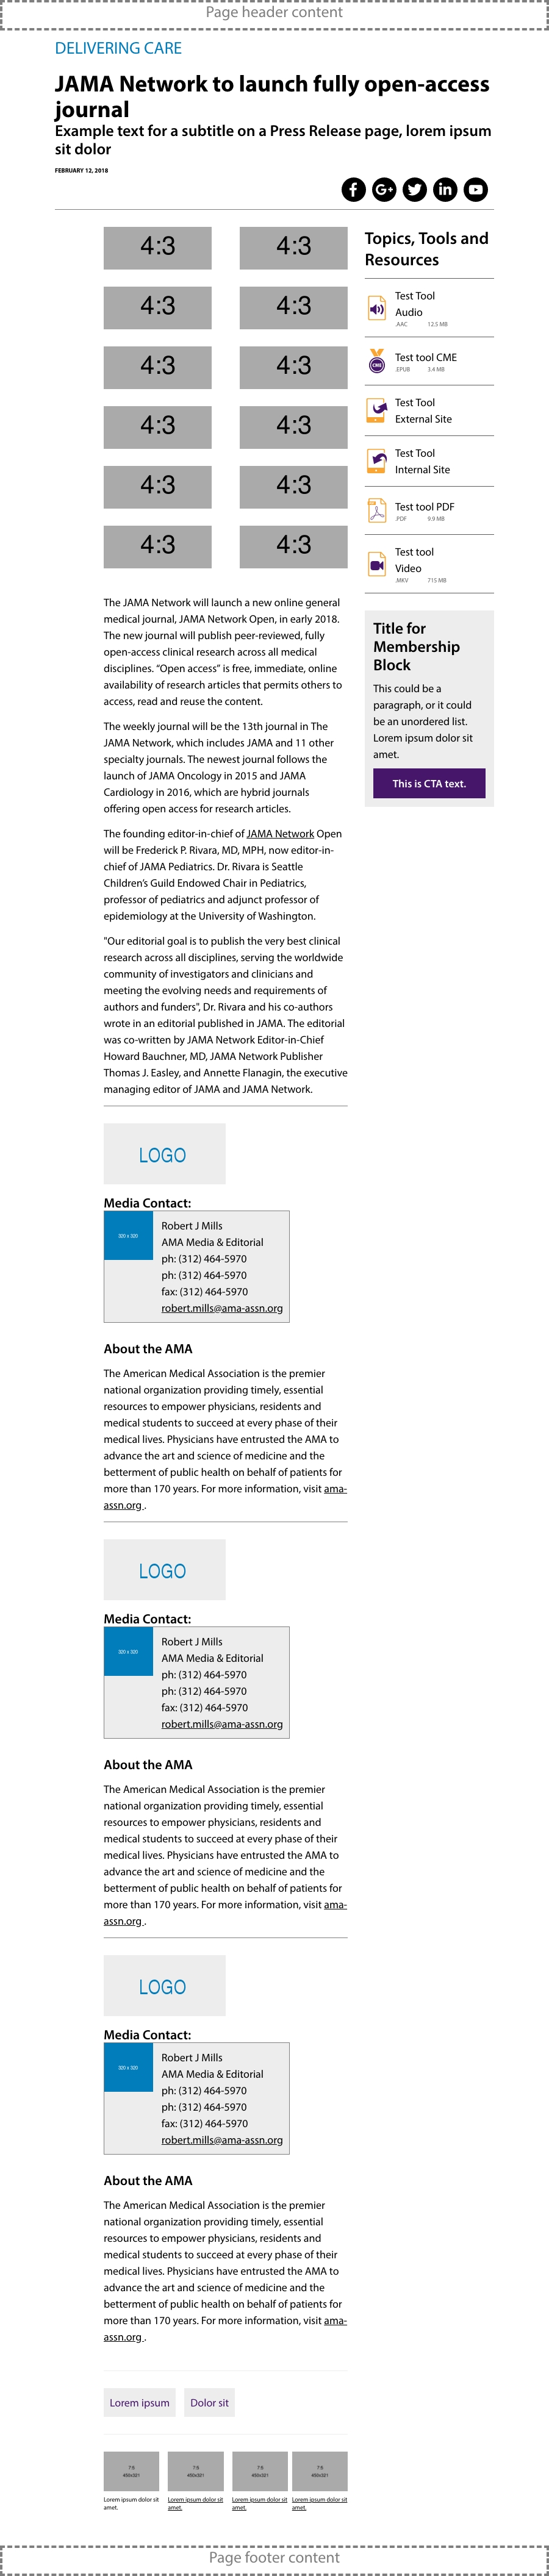 Page header content
DELIVERING CARE
JAMA Network to launch fully open-access
journal
Example text for a subtitle on a Press Release page, lorem ipsum
sit dolor
FEBRUARY 12, 2018
4:3 4:3
4:3 4:3
4:3 4:3
4:3 4:3
4:3 4:3
4:3 4:3
The JAMA Network will launch a new online general
medical journal, JAMA Network Open, in early 2018.
The new journal will publish peer-reviewed, fully
open-access clinical research across all medical
disciplines. “Open access” is free, immediate, online
availability of research articles that permits others to
access, read and reuse the content.
The weekly journal will be the 13th journal in The
JAMA Network, which includes JAMA and 11 other
specialty journals. The newest journal follows the
launch of JAMA Oncology in 2015 and JAMA
Cardiology in 2016, which are hybrid journals
offering open access for research articles.
The founding editor-in-chief of JAMA Network Open
will be Frederick P. Rivara, MD, MPH, now editor-in-
chief of JAMA Pediatrics. Dr. Rivara is Seattle
Children’s Guild Endowed Chair in Pediatrics,
professor of pediatrics and adjunct professor of
epidemiology at the University of Washington.
"Our editorial goal is to publish the very best clinical
research across all disciplines, serving the worldwide
community of investigators and clinicians and
meeting the evolving needs and requirements of
authors and funders", Dr. Rivara and his co-authors
wrote in an editorial published in JAMA. The editorial
was co-written by JAMA Network Editor-in-Chief
Howard Bauchner, MD, JAMA Network Publisher
Thomas J. Easley, and Annette Flanagin, the executive
managing editor of JAMA and JAMA Network.
LOGO
Media Contact:
320 x 320
Robert J Mills
AMA Media & Editorial
ph: (312) 464-5970
ph: (312) 464-5970
fax: (312) 464-5970
robert.mills@ama-assn.org
About the AMA
The American Medical Association is the premier
national organization providing timely, essential
resources to empower physicians, residents and
medical students to succeed at every phase of their
medical lives. Physicians have entrusted the AMA to
advance the art and science of medicine and the
betterment of public health on behalf of patients for
more than 170 years. For more information, visit ama-
assn.org .
LOGO
Media Contact:
320 x 320
Robert J Mills
AMA Media & Editorial
ph: (312) 464-5970
ph: (312) 464-5970
fax: (312) 464-5970
robert.mills@ama-assn.org
About the AMA
The American Medical Association is the premier
national organization providing timely, essential
resources to empower physicians, residents and
medical students to succeed at every phase of their
medical lives. Physicians have entrusted the AMA to
advance the art and science of medicine and the
betterment of public health on behalf of patients for
more than 170 years. For more information, visit ama-
assn.org .
LOGO
Media Contact:
320 x 320
Robert J Mills
AMA Media & Editorial
ph: (312) 464-5970
ph: (312) 464-5970
fax: (312) 464-5970
robert.mills@ama-assn.org
About the AMA
The American Medical Association is the premier
national organization providing timely, essential
resources to empower physicians, residents and
medical students to succeed at every phase of their
medical lives. Physicians have entrusted the AMA to
advance the art and science of medicine and the
betterment of public health on behalf of patients for
more than 170 years. For more information, visit ama-
assn.org .
Lorem ipsum Dolor sit
Lorem ipsum dolor sit
amet.
Lorem ipsum dolor sit
amet.
Lorem ipsum dolor sit
amet.
Lorem ipsum dolor sit
amet.
Topics, Tools and
Resources
Test Tool
Audio
.AAC 12.5 MB
CME
Test tool CME
.EPUB 3.4 MB
Test Tool
External Site
Test Tool
Internal Site
Test tool PDF
.PDF 9.9 MB
Test tool
Video
.MKV 715 MB
Title for
Membership
Block
This could be a
paragraph, or it could
be an unordered list.
Lorem ipsum dolor sit
amet.
This is CTA text.
Page footer content